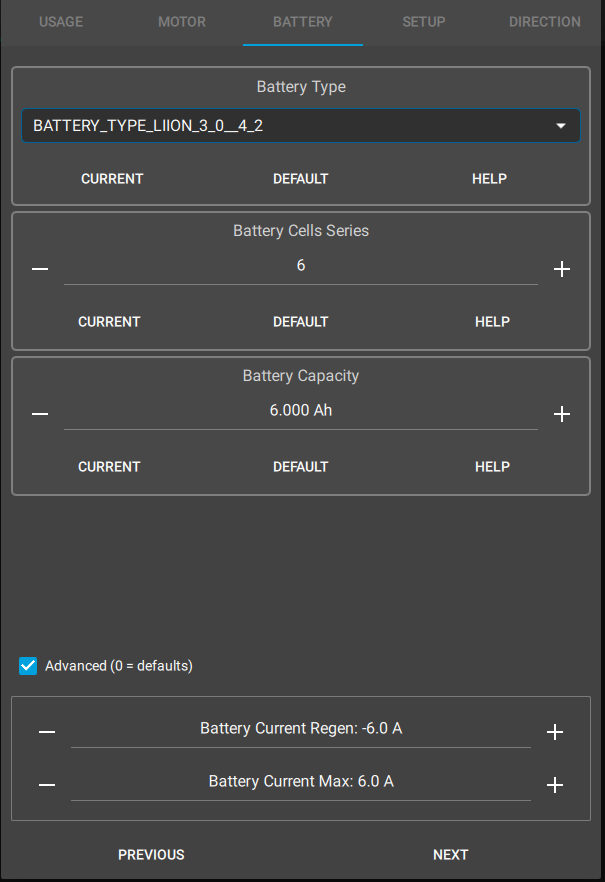 USAGE MOTOR BATTERY SETUP DIRECTION
Battery Type
BATTERY_TYPE_LIION_3_0__4_2
CURRENT DEFAULT HELP
Battery Cells Series
6
CURRENT DEFAULT HELP
Battery Capacity
6.000 Ah
CURRENT DEFAULT HELP
Advanced (0 = defaults)
Battery Current Regen: -6.0 A
Battery Current Max: 6.0 A
PREVIOUS NEXT